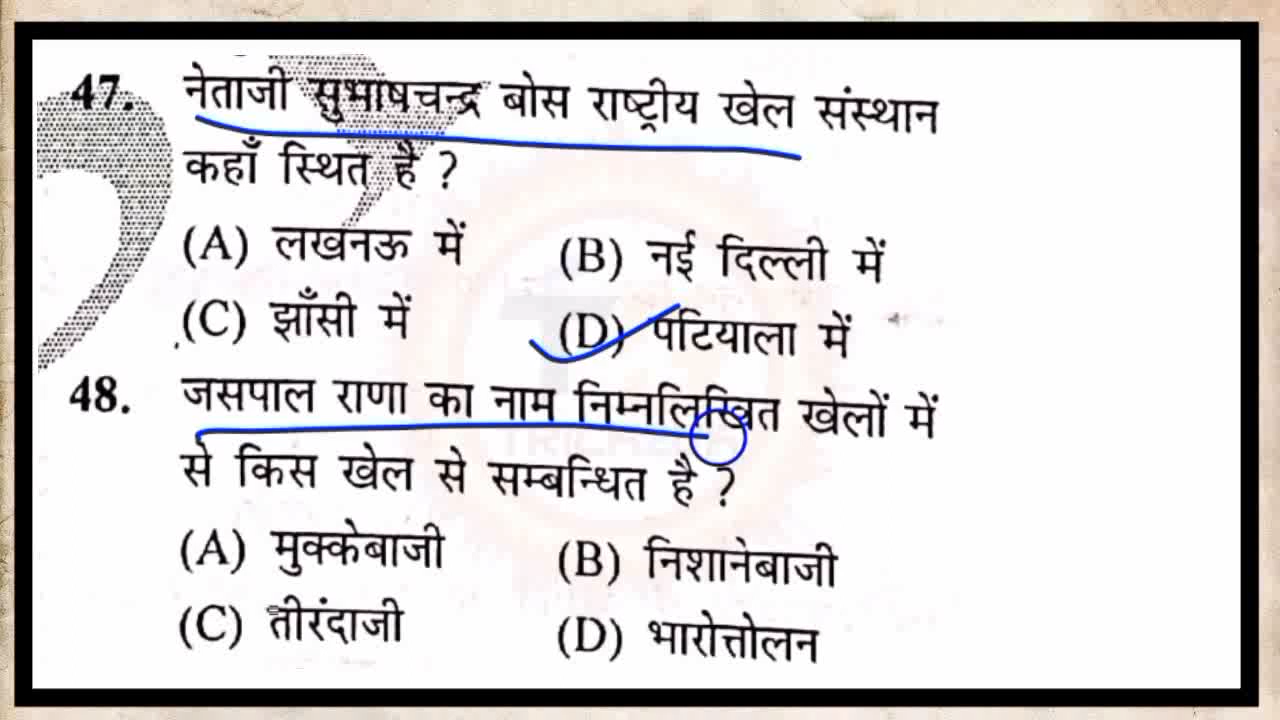 47. नेताजी सुभाषचन्द्र बोस राष्ट्रीय खेल संस्थान
कहाँ स्थित है ?
(A) लखनऊ में (B) नई दिल्ली में
(C) झाँसी में (D) पटियाला में
48. जसपाल राणा का नाम निम्नलिखित खेलों में
से किस खेल से सम्बन्धित है ?
(A) मुक्केबाजी (B) निशानेबाजी
(C) तीरंदाजी (D) भारोत्तोलन